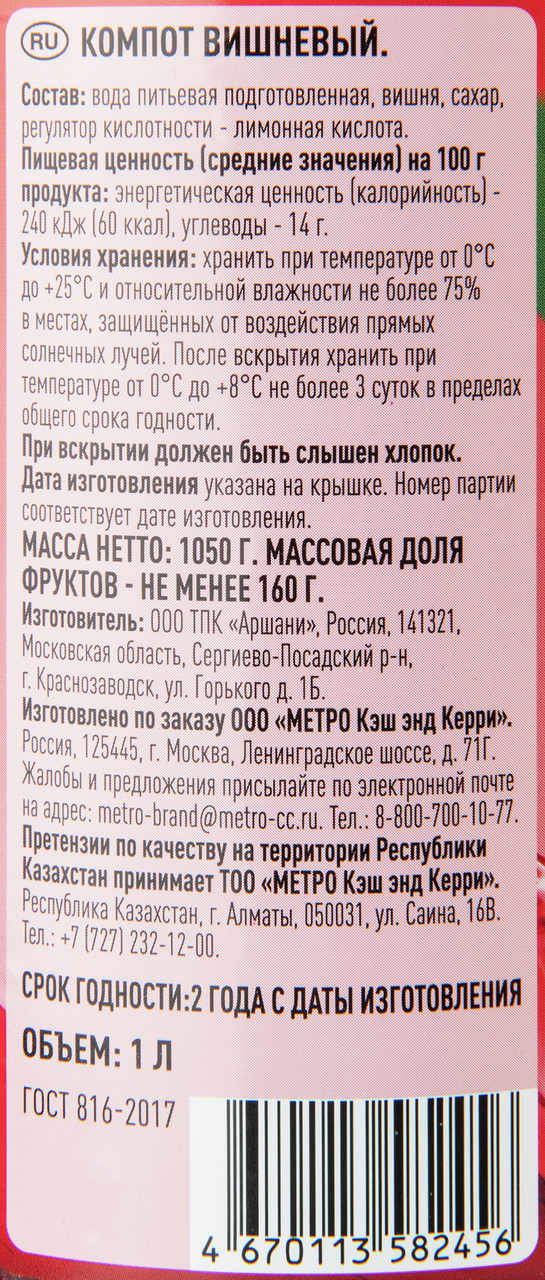 RU КОМПОТ ВИШНЕВЫЙ.
Состав: вода питьевая подготовленная, вишня, сахар,
регулятор кислотности - лимонная кислота.
Пищевая ценность (средние значения) на 100 г
продукта: энергетическая ценность (калорийность) -
240 кДж (60 ккал), углеводы - 14 г.
Условия хранения: хранить при температуре от 0°С
до +25°С и относительной влажности не более 75%
в местах, защищённых от воздействия прямых
солнечных лучей. После вскрытия хранить при
температуре от 0°С до +8°С не более 3 суток в пределах
общего срока годности.
При вскрытии должен быть слышен хлопок.
Дата изготовления указана на крышке. Номер партии
соответствует дате изготовления.
МАССА НЕТТО: 1050 Г. МАССОВАЯ ДОЛЯ
ФРУКТОВ - НЕ МЕНЕЕ 160 Г.
Изготовитель: ООО ТПК «Аршани», Россия, 141321,
Московская область, Сергиево-Посадский р-н,
г. Краснозаводск, ул. Горького д. 1Б.
Изготовлено по заказу ООО «МЕТРО Кэш энд Керри».
Россия, 125445, г. Москва, Ленинградское шоссе, д. 71Г.
Жалобы и предложения присылайте по электронной почте
на адрес: metro-brand@metro-cc.ru. Тел.: 8-800-700-10-77.
Претензии по качеству на территории Республики
Казахстан принимает ТОО «МЕТРО Кэш энд Керри».
Республика Казахстан, г. Алматы, 050031, ул. Саина, 16В.
Тел.: +7 (727) 232-12-00.
СРОК ГОДНОСТИ:2 ГОДА С ДАТЫ ИЗГОТОВЛЕНИЯ
ОБЪЕМ: 1 Л
ГОСТ 816-2017
4 670113 582456